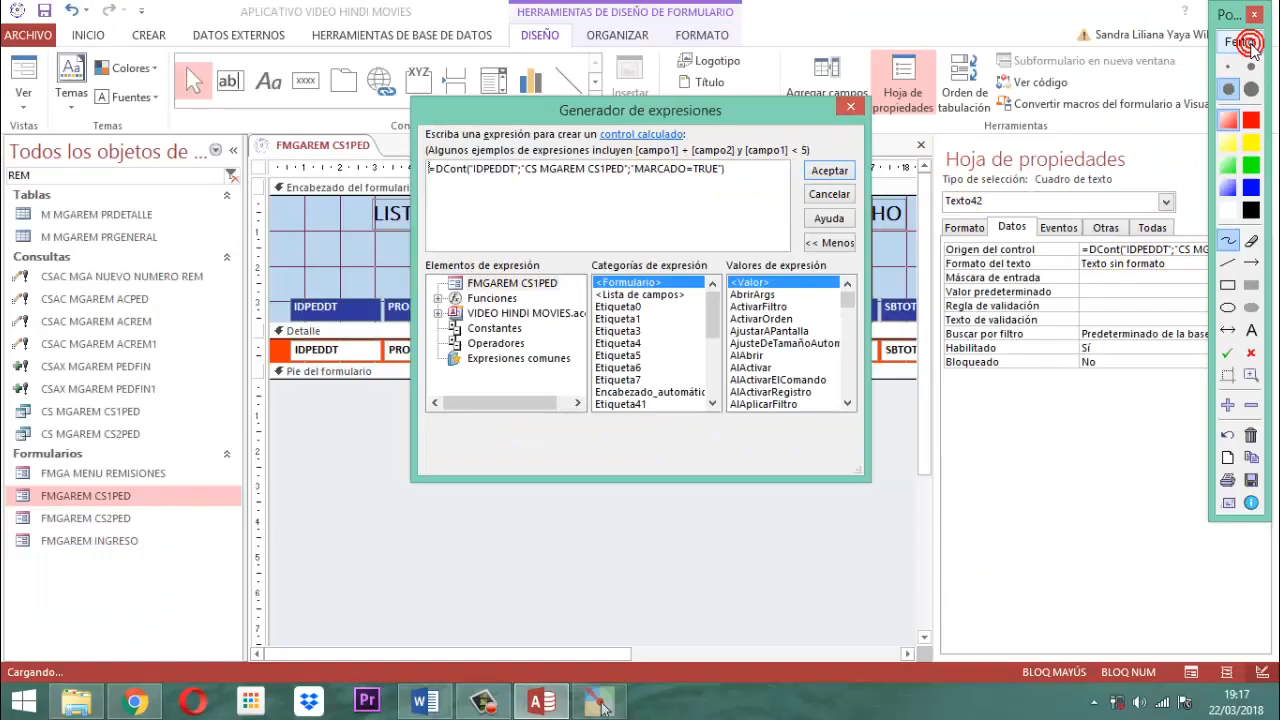 APLICATIVO VIDEO HINDI MOVIES
HERRAMIENTAS DE DISEÑO DE FORMULARIO
?
ARCHIVO
INICIO
CREAR
DATOS EXTERNOS
HERRAMIENTAS DE BASE DE DATOS
DISEÑO
ORGANIZAR
FORMATO
Sandra Liliana Yaya Wil
Ver
Temas
Colores
Fuentes
ab|
Aa
xxxx
XYZ
Insertar
Logotipo
Título
Agregar campos
Hoja de
propiedades
Orden de
tabulación
Subformulario en nueva ventana
Ver código
Convertir macros del formulario a Visua
Vistas
Temas
Herramientas
Todos los objetos de
REM
Tablas
M MGAREM PRDETALLE
M MGAREM PRGENERAL
Consultas
CSAC MGA NUEVO NUMERO REM
CSAC MGAREM ACPED
CSAC MGAREM ACREM
CSAC MGAREM ACREM1
CSAX MGAREM PEDFIN
CSAX MGAREM PEDFIN1
CS MGAREM CS1PED
CS MGAREM CS2PED
Formularios
FMGA MENU REMISIONES
FMGAREM CS1PED
FMGAREM CS2PED
FMGAREM INGRESO
FMGAREM CS1PED
Encabezado del formulario
LIST
HO
IDPEDDT
SBTOT
Detalle
IDPEDDT
SBTOT
Pie del formulario
Generador de expresiones
Escriba una expresión para crear un control calculado:
(Algunos ejemplos de expresiones incluyen [campo1] + [campo2] y [campo1] < 5)
=DCont("IDPEDDT";"CS MGAREM CS1PED";"MARCADO=TRUE")
Aceptar
Cancelar
Ayuda
<< Menos
Elementos de expresión
FMGAREM CS1PED
Funciones
VIDEO HINDI MOVIES.acc
Constantes
Operadores
Expresiones comunes
Categorías de expresión
<Formulario>
<Lista de campos>
Etiqueta0
Etiqueta1
Etiqueta3
Etiqueta4
Etiqueta5
Etiqueta6
Etiqueta7
Encabezado_automátic
Etiqueta41
Valores de expresión
<Valor>
AbrirArgs
ActivarFiltro
ActivarOrden
AjustarAPantalla
AjusteDeTamañoAutom
AlAbrir
AlActivar
AlActivarElComando
AlActivarRegistro
AlAplicarFiltro
Hoja de propiedades
Tipo de selección: Cuadro de texto
Texto42
Formato
Datos
Eventos
Otras
Todas
Origen del control =DCont("IDPEDDT";"CS MG
Formato del texto Texto sin formato
Máscara de entrada
Valor predeterminado
Regla de validación
Texto de validación
Buscar por filtro Predeterminado de la base
Habilitado Sí
Bloqueado No
Po...
A
Cargando...
BLOQ MAYÚS
BLOQ NUM
19:17
22/03/2018